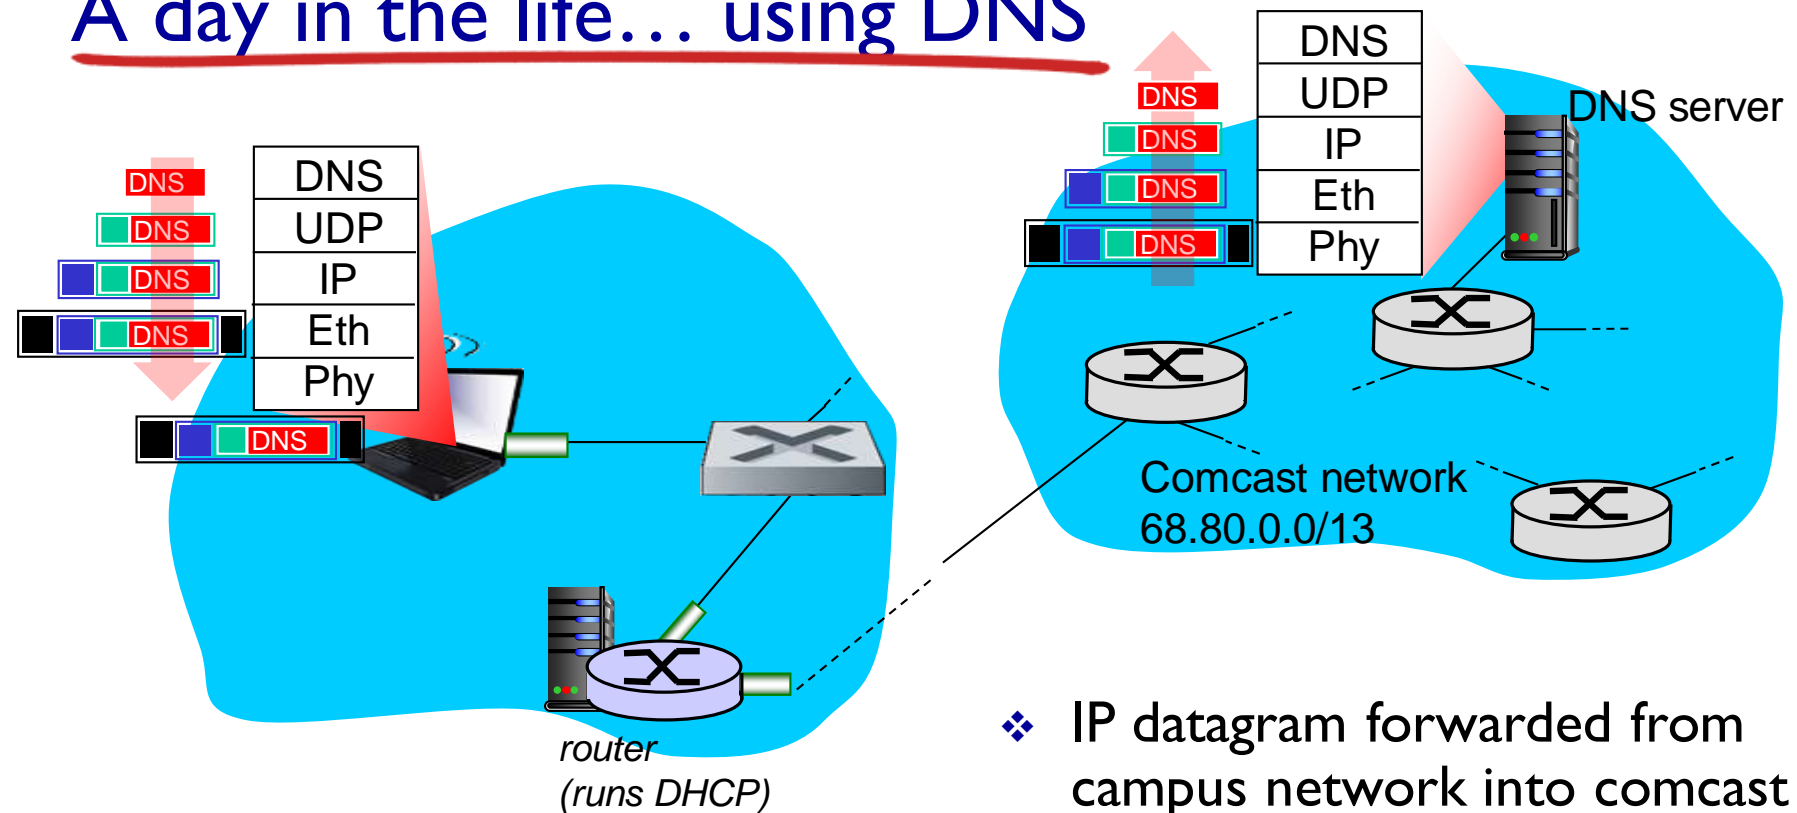 A day in the life... using DNS
DNS
UDP
IP
Eth
Phy
DNS
DNS
DNS
DNS
DNS
DNS
UDP
IP
Eth
Phy
DNS
DNS
DNS
DNS
DNS server
Comcast network
68.80.0.0/13
router
(runs DHCP)
❖ IP datagram forwarded from
campus network into comcast